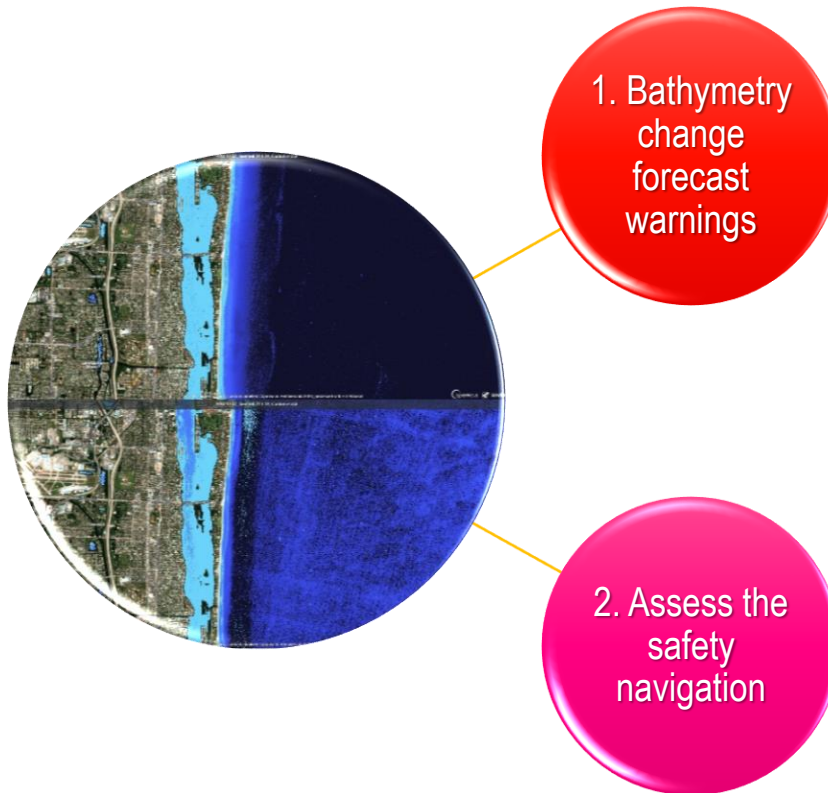 1. Bathymetry
change
forecast
warnings
2. Assess the
safety
navigation